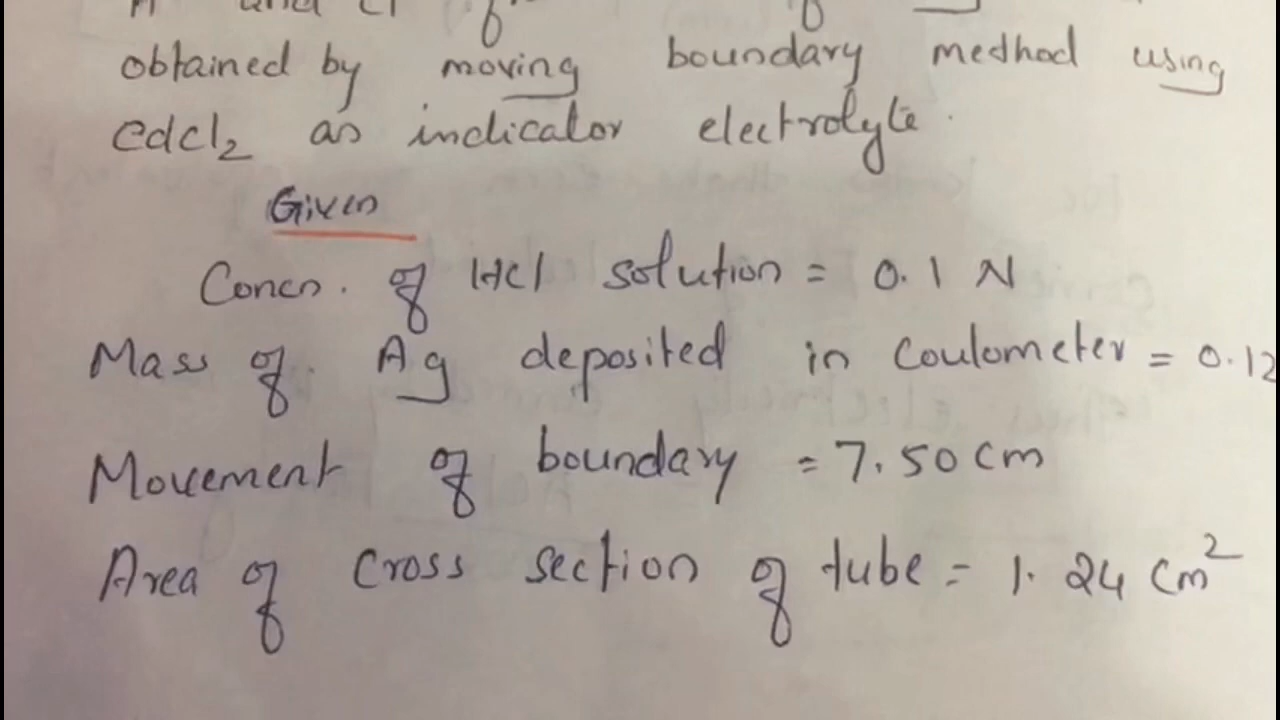 and Cl
obtained by moving boundary method using
CdCl2 as indicator electrolyte.
Given
Concn. of HCl solution = 0.1 N
Mass of Ag deposited in Coulometer = 0.12
Movement of boundary = 7.50 cm
Area of cross section of tube = 1.24 cm²